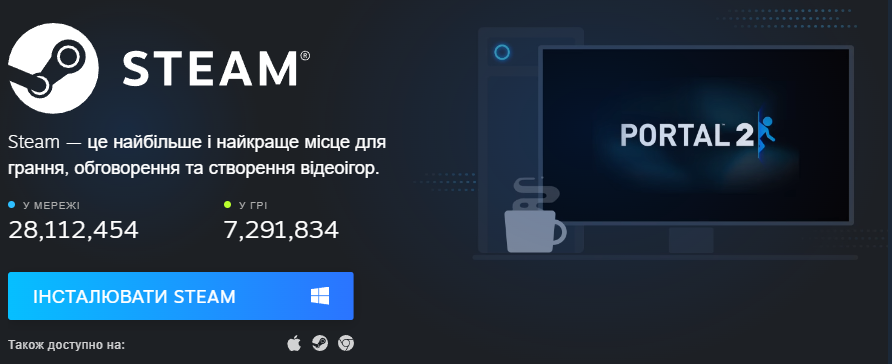 STEAM®
Steam — це найбільше і найкраще місце для
грання, обговорення та створення відеоігор.
У МЕРЕЖІ
28,112,454
У ГРІ
7,291,834
ІНСТАЛЮВАТИ STEAM
Також доступно на:
PORTAL 2